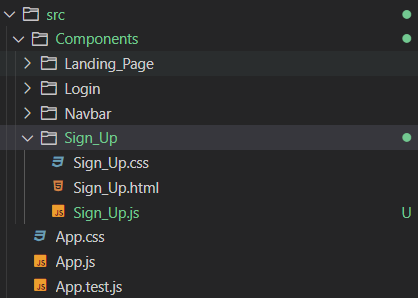 src
Components
Landing_Page
Login
Navbar
Sign_Up
Sign_Up.css
Sign_Up.html
JS Sign_Up.js U
App.css
JS App.js
JS App.test.js